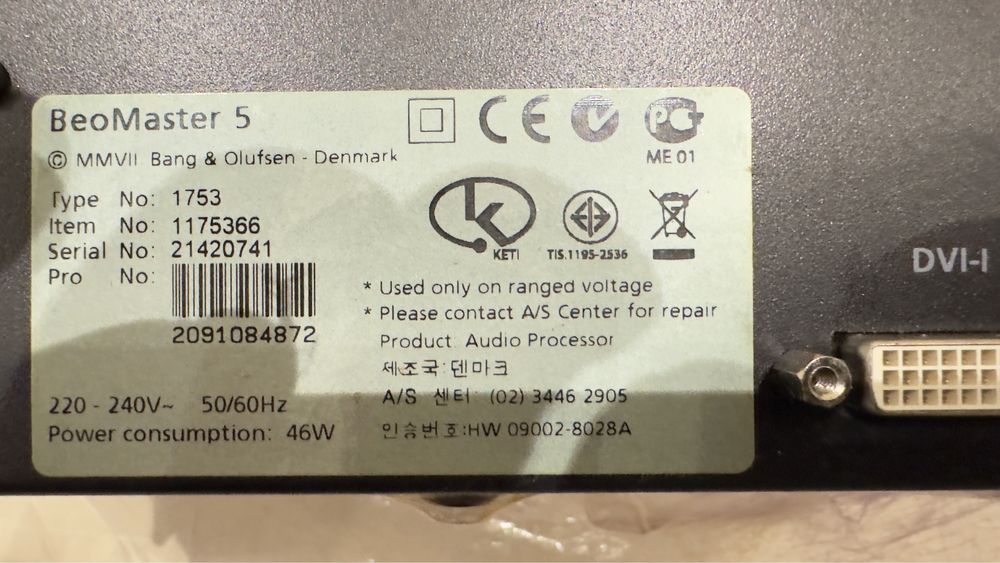 BeoMaster 5
© MMVII Bang & Olufsen - Denmark
Type No: 1753
Item No: 1175366
Serial No: 21420741
Pro No:
2091084872
220 - 240V~ 50/60Hz
Power consumption: 46W
CE
PG
ME 01
k
KETI
TIS.1195-2536
* Used only on ranged voltage
* Please contact A/S Center for repair
Product: Audio Processor
제조국:덴마크
A/S 센터: (02) 3446 2905
인증번호:HW 09002-8028A
DVI-I